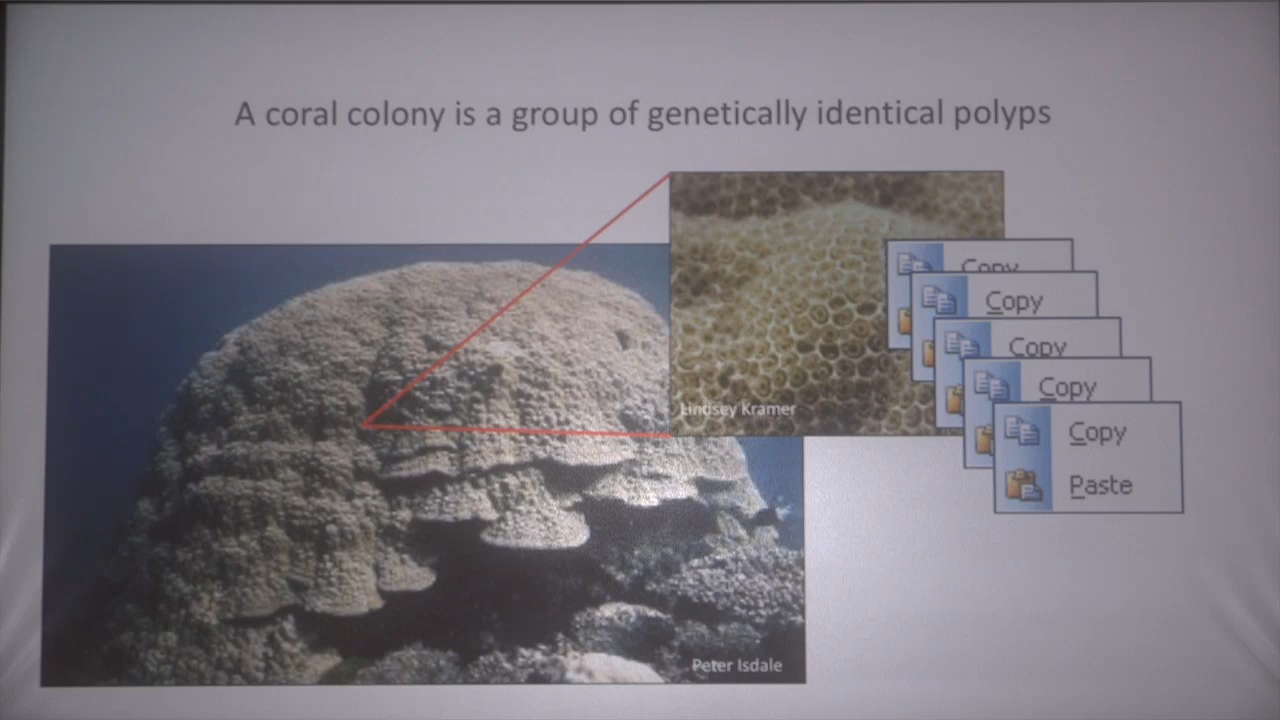 A coral colony is a group of genetically identical polyps
Copy
Copy
Copy
Copy
Copy
Paste
Lindsey Kramer
Peter Isdale